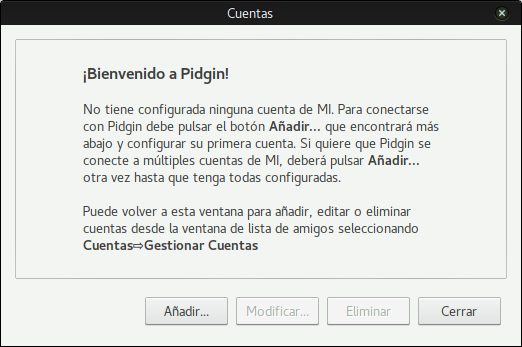 Cuentas
¡Bienvenido a Pidgin!
No tiene configurada ninguna cuenta de MI. Para conectarse
con Pidgin debe pulsar el botón Añadir... que encontrará más
abajo y configurar su primera cuenta. Si quiere que Pidgin se
conecte a múltiples cuentas de MI, deberá pulsar Añadir...
otra vez hasta que tenga todas configuradas.
Puede volver a esta ventana para añadir, editar o eliminar
cuentas desde la ventana de lista de amigos seleccionando
Cuentas⇨Gestionar Cuentas
Añadir... Modificar... Eliminar Cerrar